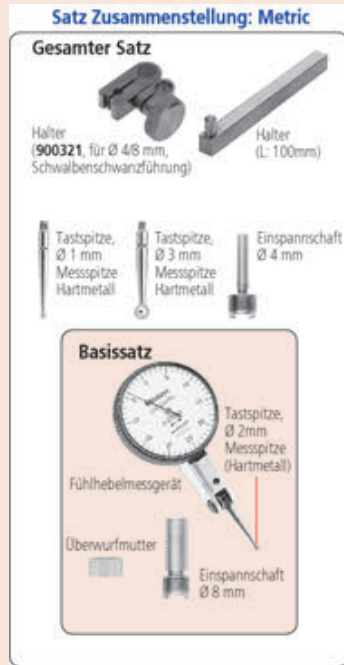 Satz Zusammenstellung: Metric
Gesamter Satz
Halter
(900321, für Ø 4/8 mm,
Schwalbenschwanzführung)
Halter
(L: 100mm)
Tastspitze,
Ø 1 mm
Messspitze
Hartmetall
Tastspitze,
Ø 3 mm
Messspitze
Hartmetall
Einspannschaft
Ø 4 mm
Basissatz
Tastspitze,
Ø 2mm
Messspitze
(Hartmetall)
Fühlhebelmessgerät
Überwurfmutter
Einspannschaft
Ø 8 mm